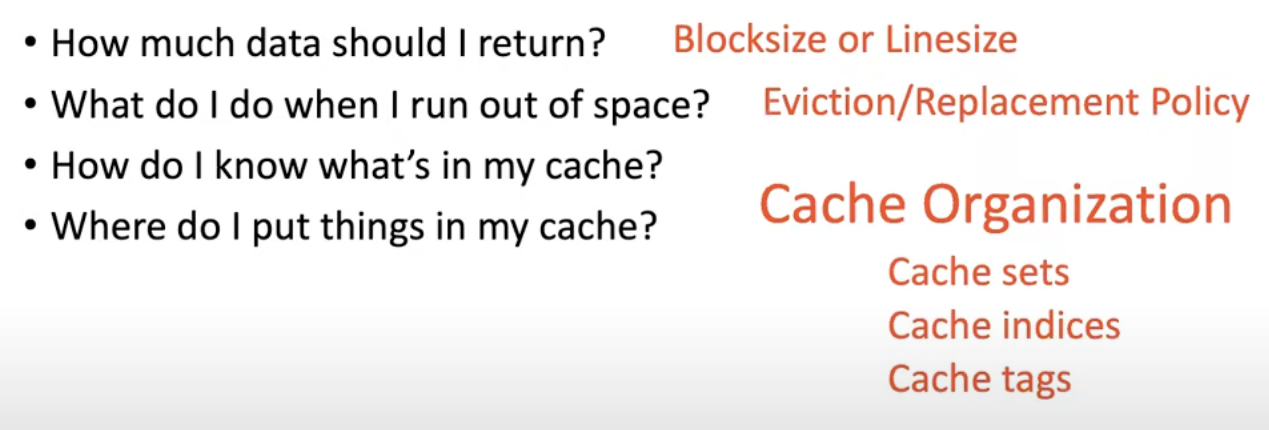 • How much data should I return? Blocksize or Linesize
• What do I do when I run out of space? Eviction/Replacement Policy
• How do I know what's in my cache?
• Where do I put things in my cache?
Cache Organization
Cache sets
Cache indices
Cache tags